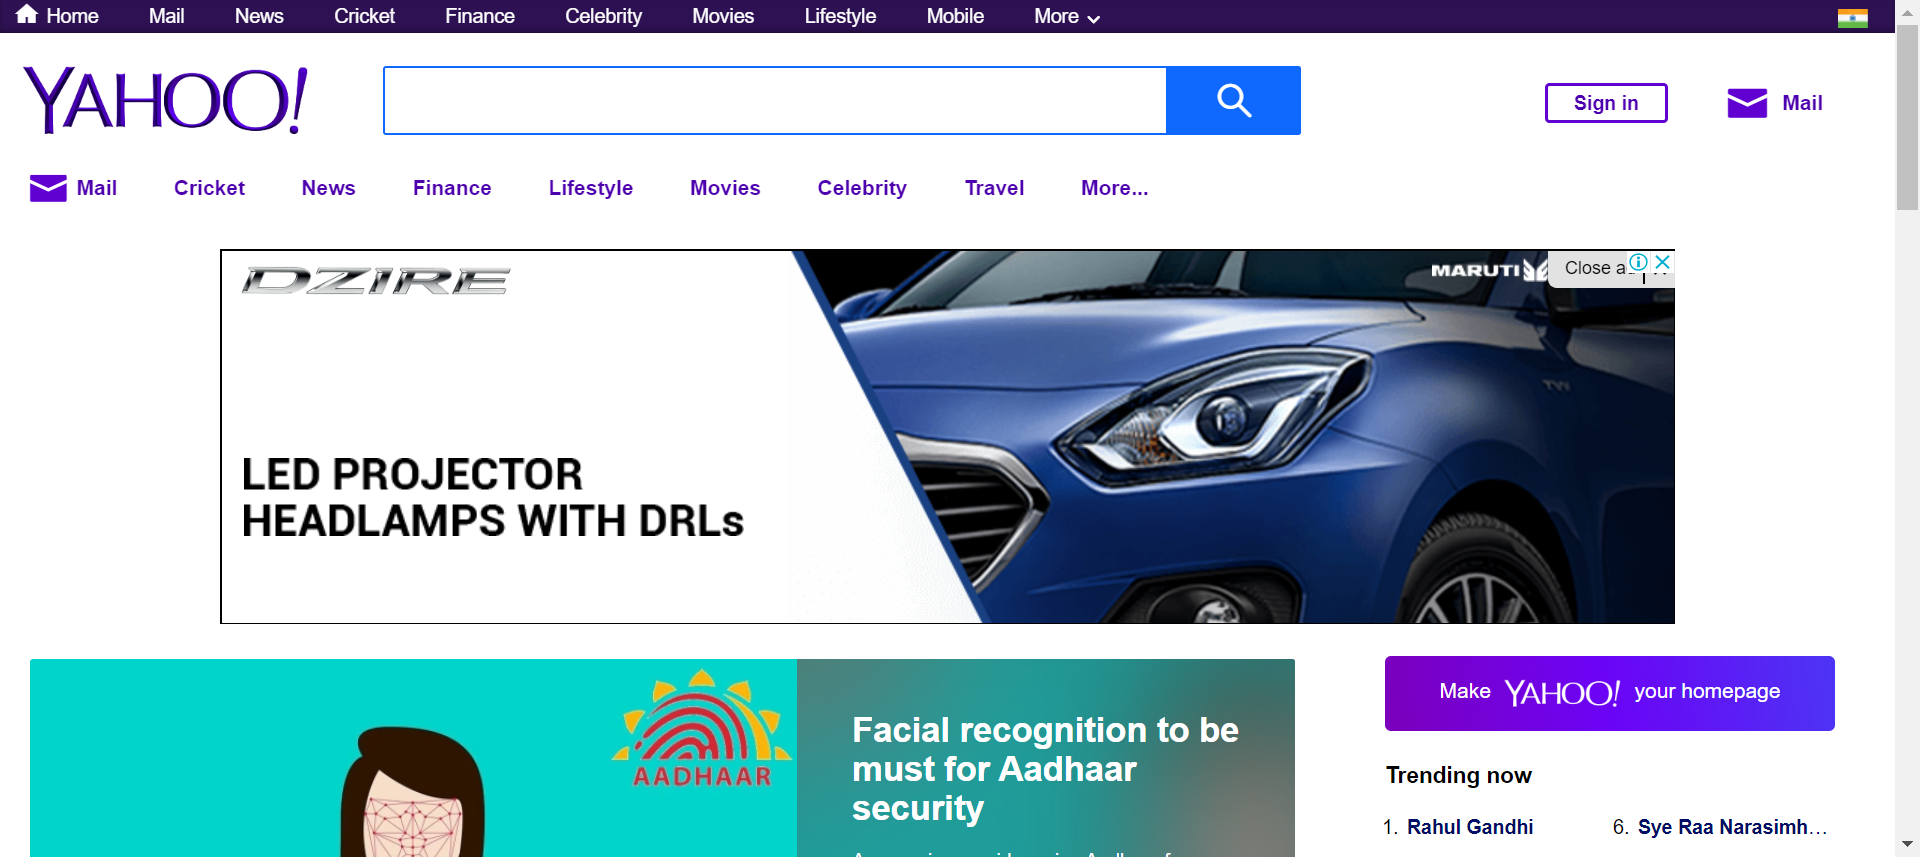 Home Mail News Cricket Finance Celebrity Movies Lifestyle Mobile More
YAHOO!
Sign in
Mail
Mail Cricket News Finance Lifestyle Movies Celebrity Travel More...
DZIRE
MARUTI
Close
LED PROJECTOR
HEADLAMPS WITH DRLs
TW
AADHAAR
Facial recognition to be
must for Aadhaar
security
Make YAHOO! your homepage
Trending now
1. Rahul Gandhi
6. Sye Raa Narasimh...